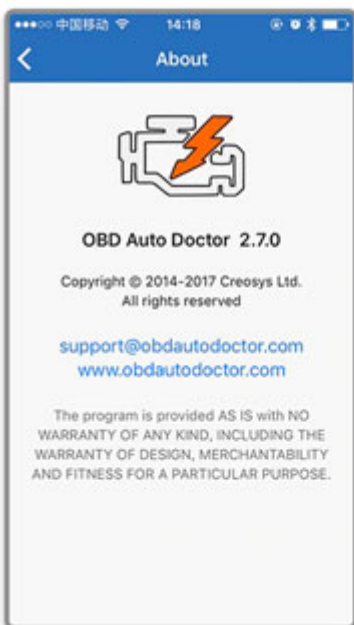 中国移动 14:18
About
OBD Auto Doctor 2.7.0
Copyright © 2014-2017 Creosys Ltd.
All rights reserved
support@obdautodoctor.com
www.obdautodoctor.com
The program is provided AS IS with NO
WARRANTY OF ANY KIND, INCLUDING THE
WARRANTY OF DESIGN, MERCHANTABILITY
AND FITNESS FOR A PARTICULAR PURPOSE.